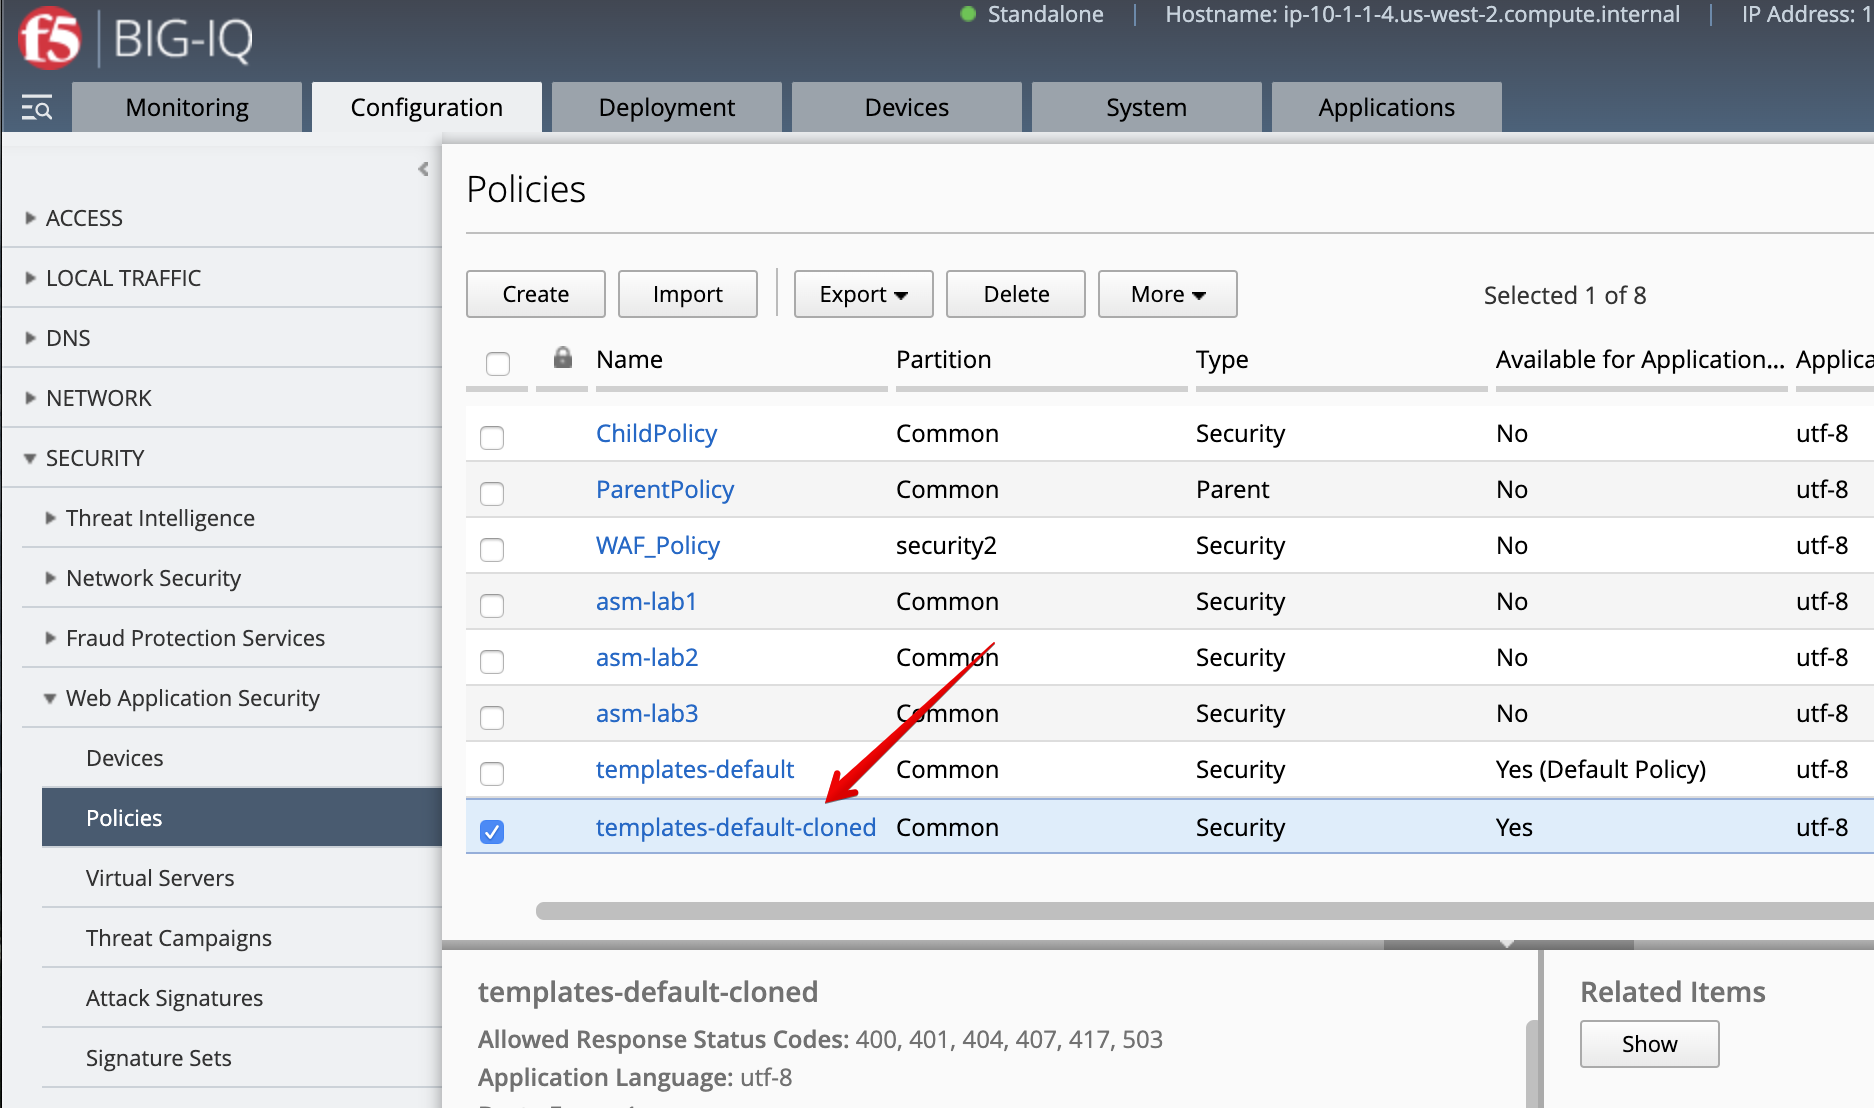 f5 BIG-IQ
Standalone | Hostname: ip-10-1-1-4.us-west-2.compute.internal | IP Address: 1
Monitoring Configuration Deployment Devices System Applications
ACCESS
LOCAL TRAFFIC
DNS
NETWORK
SECURITY
Threat Intelligence
Network Security
Fraud Protection Services
Web Application Security
Devices
Policies
Virtual Servers
Threat Campaigns
Attack Signatures
Signature Sets
Policies
Create Import Export Delete More Selected 1 of 8
Name Partition Type Available for Application... Applica
ChildPolicy Common Security No utf-8
ParentPolicy Common Parent No utf-8
WAF_Policy security2 Security No utf-8
asm-lab1 Common Security No utf-8
asm-lab2 Common Security No utf-8
asm-lab3 Common Security No utf-8
templates-default Common Security Yes (Default Policy) utf-8
templates-default-cloned Common Security Yes utf-8
templates-default-cloned
Allowed Response Status Codes: 400, 401, 404, 407, 417, 503
Application Language: utf-8
Related Items
Show